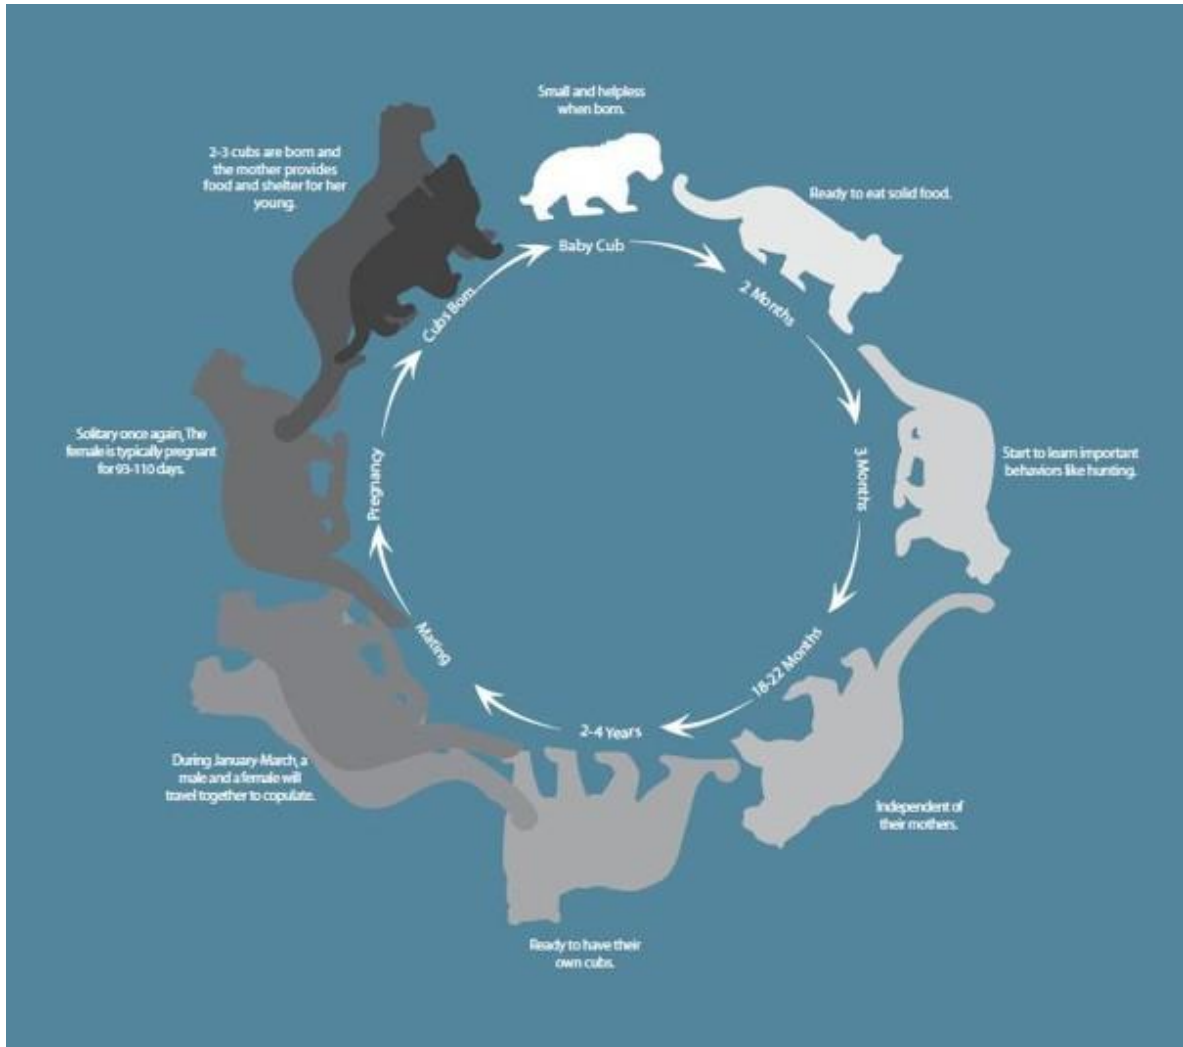 Small and helpless
when born.
Baby Cub
Ready to eat solid food.
2 Months
Start to learn important
behaviors like hunting.
3 Months
Independent of
their mothers.
18-22 Months
Ready to have their
own cubs.
2-4 Years
During January-March, a
male and a female will
travel together to copulate.
Mating
Solitary once again, The
female is typically pregnant
for 93-110 days.
Pregnancy
2-3 cubs are born and
the mother provides
food and shelter for her
young.
Cubs Born